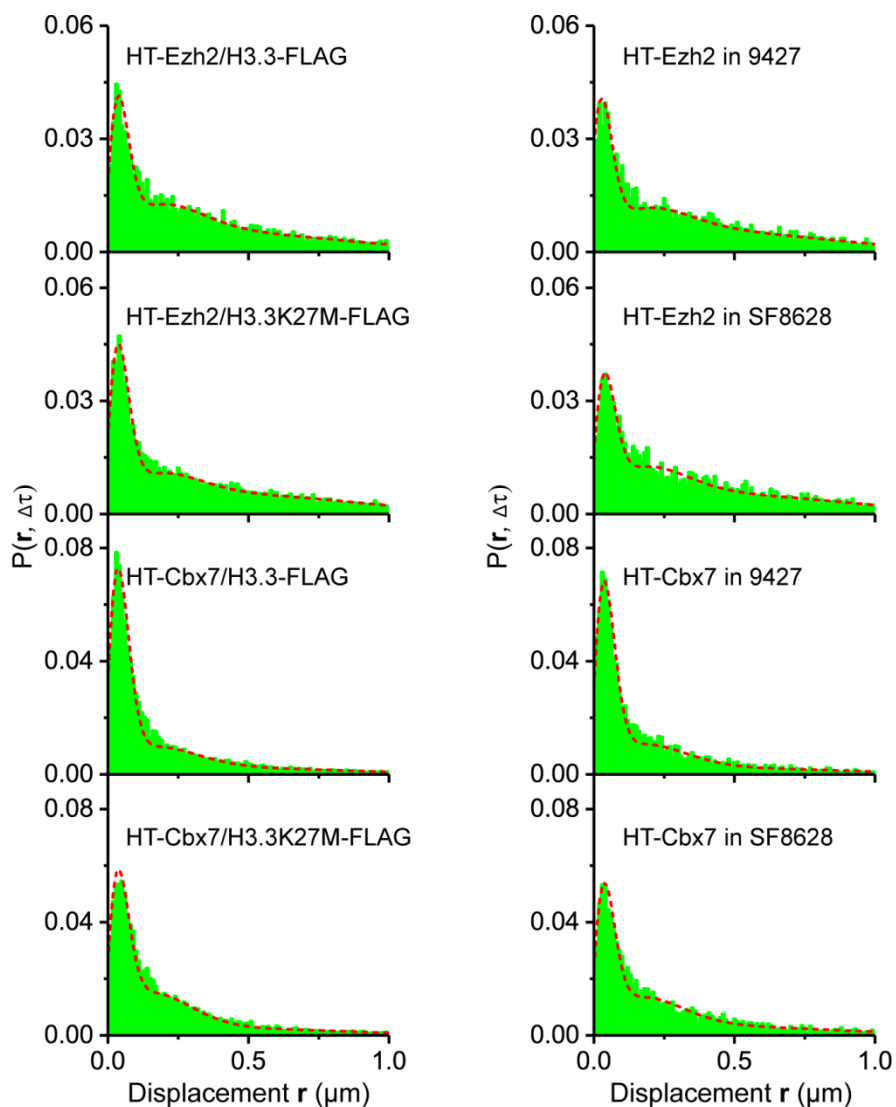 0.06
HT-Ezh2/H3.3-FLAG
0.03
0.00
0.06
HT-Ezh2/H3.3K27M-FLAG
0.03
0.00
0.08
HT-Cbx7/H3.3-FLAG
0.04
0.00
0.08
HT-Cbx7/H3.3K27M-FLAG
0.04
0.00
P(r, Δτ)
0.0 0.5 1.0
Displacement r (μm)
0.06
HT-Ezh2 in 9427
0.03
0.00
0.06
HT-Ezh2 in SF8628
0.03
0.00
0.08
HT-Cbx7 in 9427
0.04
0.00
0.08
HT-Cbx7 in SF8628
0.04
0.00
P(r, Δτ)
0.0 0.5 1.0
Displacement r (μm)